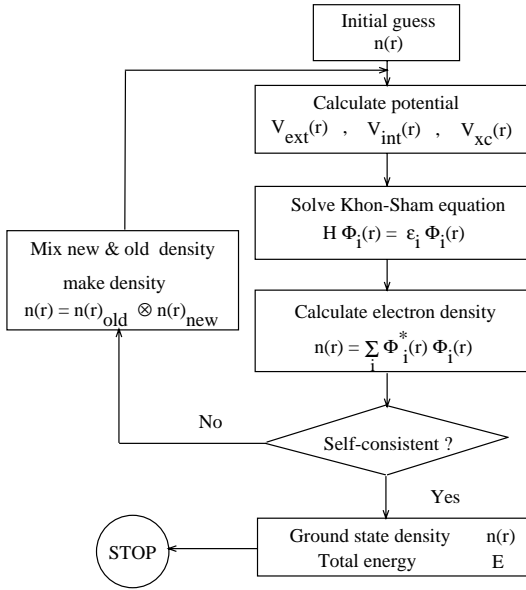 Initial guess
n(r)
Calculate potential
V_ext(r) , V_int(r) , V_xc(r)
Solve Khon-Sham equation
H Φ_i(r) = ε_i Φ_i(r)
Mix new & old density
make density
n(r) = n(r)_old ⊗ n(r)_new
Calculate electron density
n(r) = Σ_i Φ*_i(r) Φ_i(r)
No
Self-consistent ?
Yes
Ground state density n(r)
Total energy E
STOP